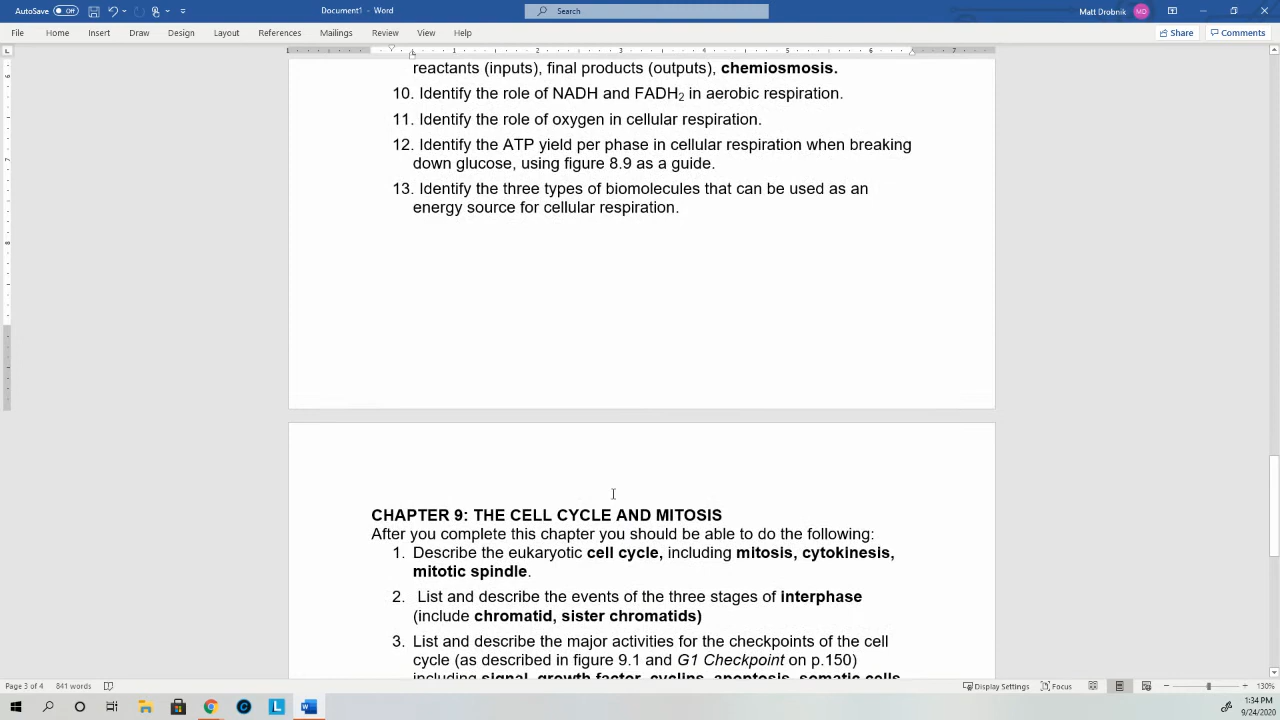 AutoSave Off
Document1 - Word
Search
Matt Drobnik MD
File Home Insert Draw Design Layout References Mailings Review View Help
Share Comments
reactants (inputs), final products (outputs), chemiosmosis.
10. Identify the role of NADH and FADH2 in aerobic respiration.
11. Identify the role of oxygen in cellular respiration.
12. Identify the ATP yield per phase in cellular respiration when breaking
down glucose, using figure 8.9 as a guide.
13. Identify the three types of biomolecules that can be used as an
energy source for cellular respiration.
CHAPTER 9: THE CELL CYCLE AND MITOSIS
After you complete this chapter you should be able to do the following:
1. Describe the eukaryotic cell cycle, including mitosis, cytokinesis,
mitotic spindle.
2. List and describe the events of the three stages of interphase
(include chromatid, sister chromatids)
3. List and describe the major activities for the checkpoints of the cell
cycle (as described in figure 9.1 and G1 Checkpoint on p.150)
including signal, growth factor, cyclins, apoptosis, somatic cells
Page 3 of 4 841 words
Display Settings Focus
130%
1:34 PM
9/24/2020